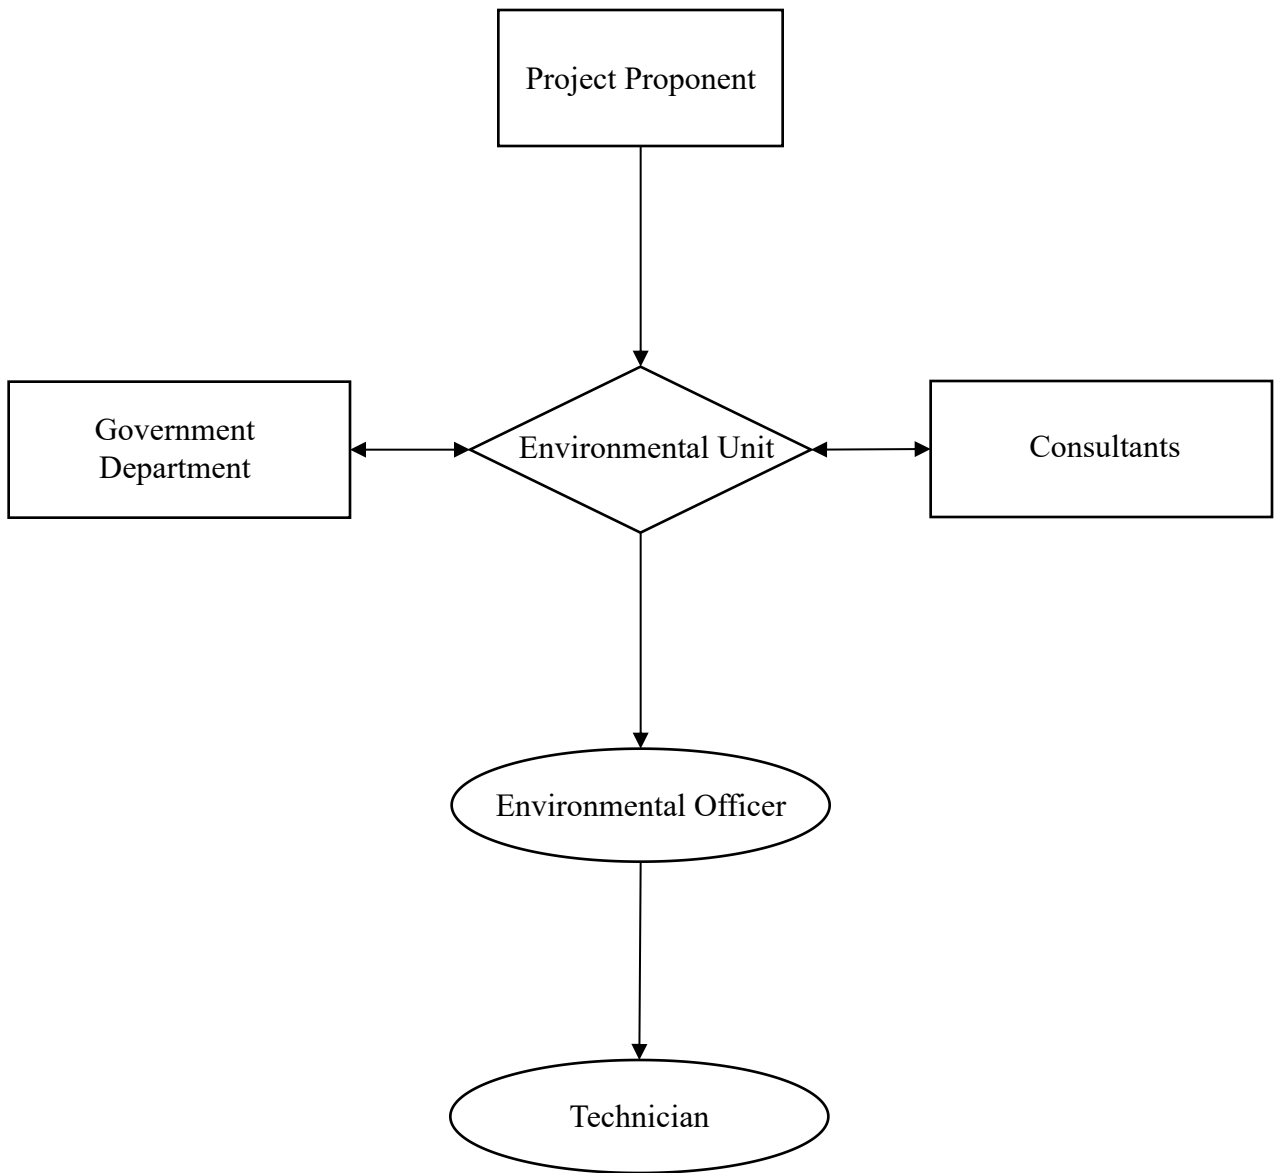 Project Proponent
Government
Department
Environmental Unit
Consultants
Environmental Officer
Technician